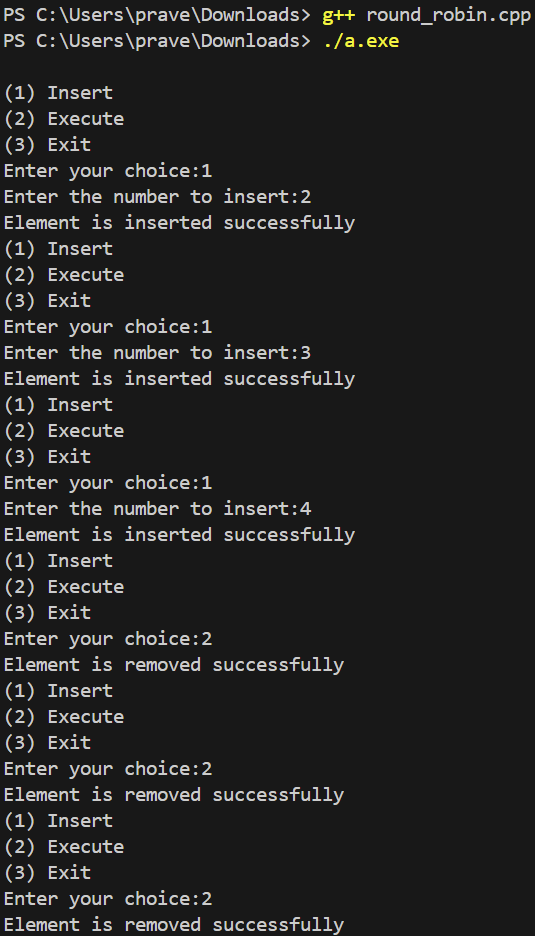 PS C:\Users\prave\Downloads> g++ round_robin.cpp
PS C:\Users\prave\Downloads> ./a.exe
(1) Insert
(2) Execute
(3) Exit
Enter your choice:1
Enter the number to insert:2
Element is inserted successfully
(1) Insert
(2) Execute
(3) Exit
Enter your choice:1
Enter the number to insert:3
Element is inserted successfully
(1) Insert
(2) Execute
(3) Exit
Enter your choice:1
Enter the number to insert:4
Element is inserted successfully
(1) Insert
(2) Execute
(3) Exit
Enter your choice:2
Element is removed successfully
(1) Insert
(2) Execute
(3) Exit
Enter your choice:2
Element is removed successfully
(1) Insert
(2) Execute
(3) Exit
Enter your choice:2
Element is removed successfully